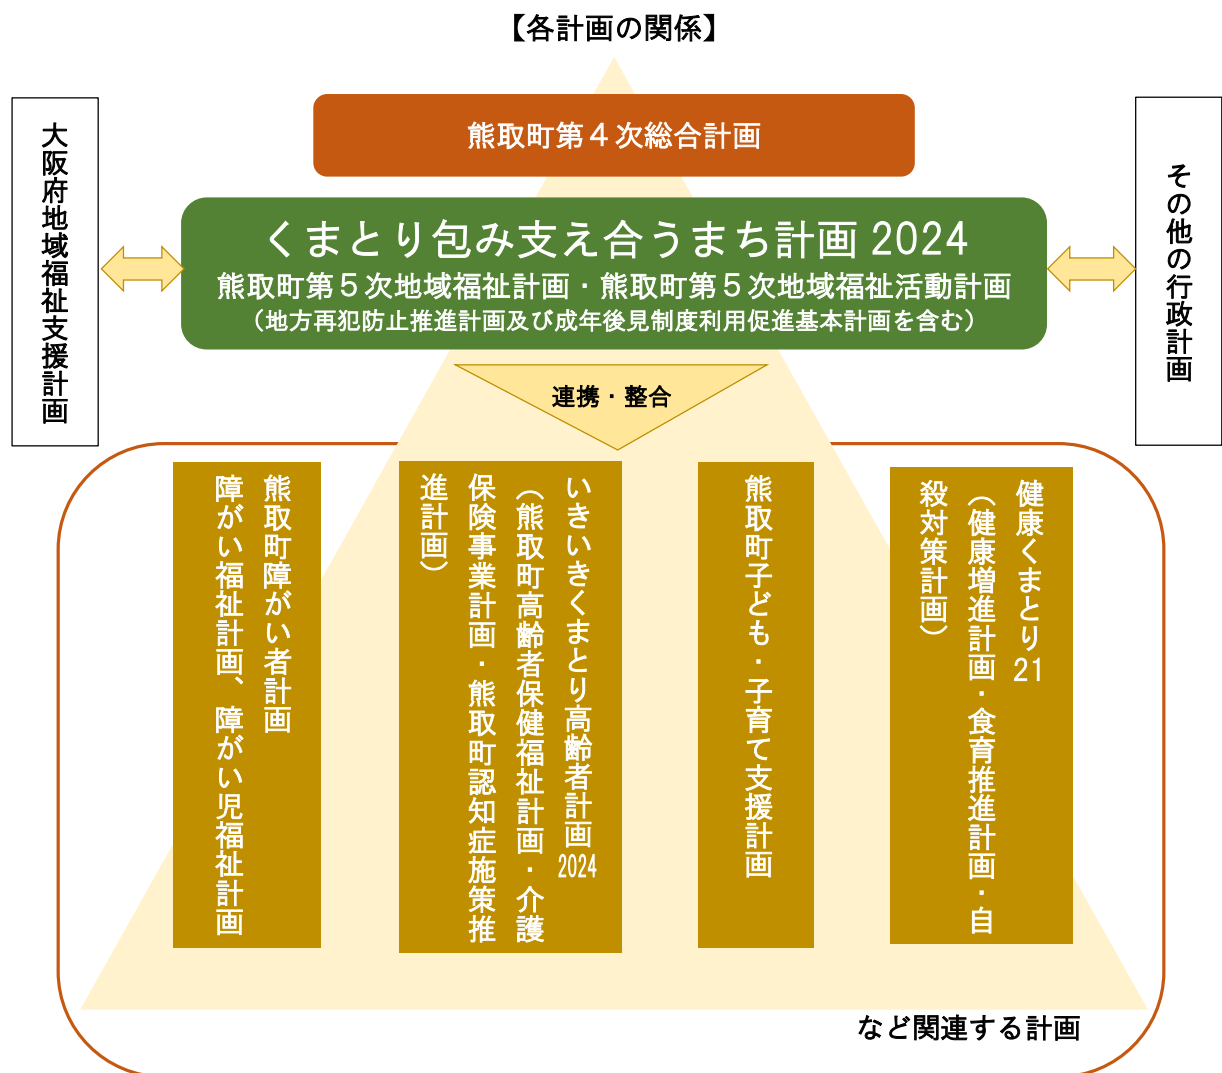 【各計画の関係】
熊取町第４次総合計画
大阪府地域福祉支援計画
くまとり包み支え合うまち計画 2024
熊取町第５次地域福祉計画・熊取町第５次地域福祉活動計画
（地方再犯防止推進計画及び成年後見制度利用促進基本計画を含む）
その他の行政計画
連携・整合
熊取町障がい者計画
障がい福祉計画、障がい児福祉計画
いきいきくまとり高齢者計画 2024
（熊取町高齢者保健福祉計画・介護
保険事業計画・熊取町認知症施策推
進計画）
熊取町子ども・子育て支援計画
健康くまとり 21
（健康増進計画・食育推進計画・自
殺対策計画）
など関連する計画